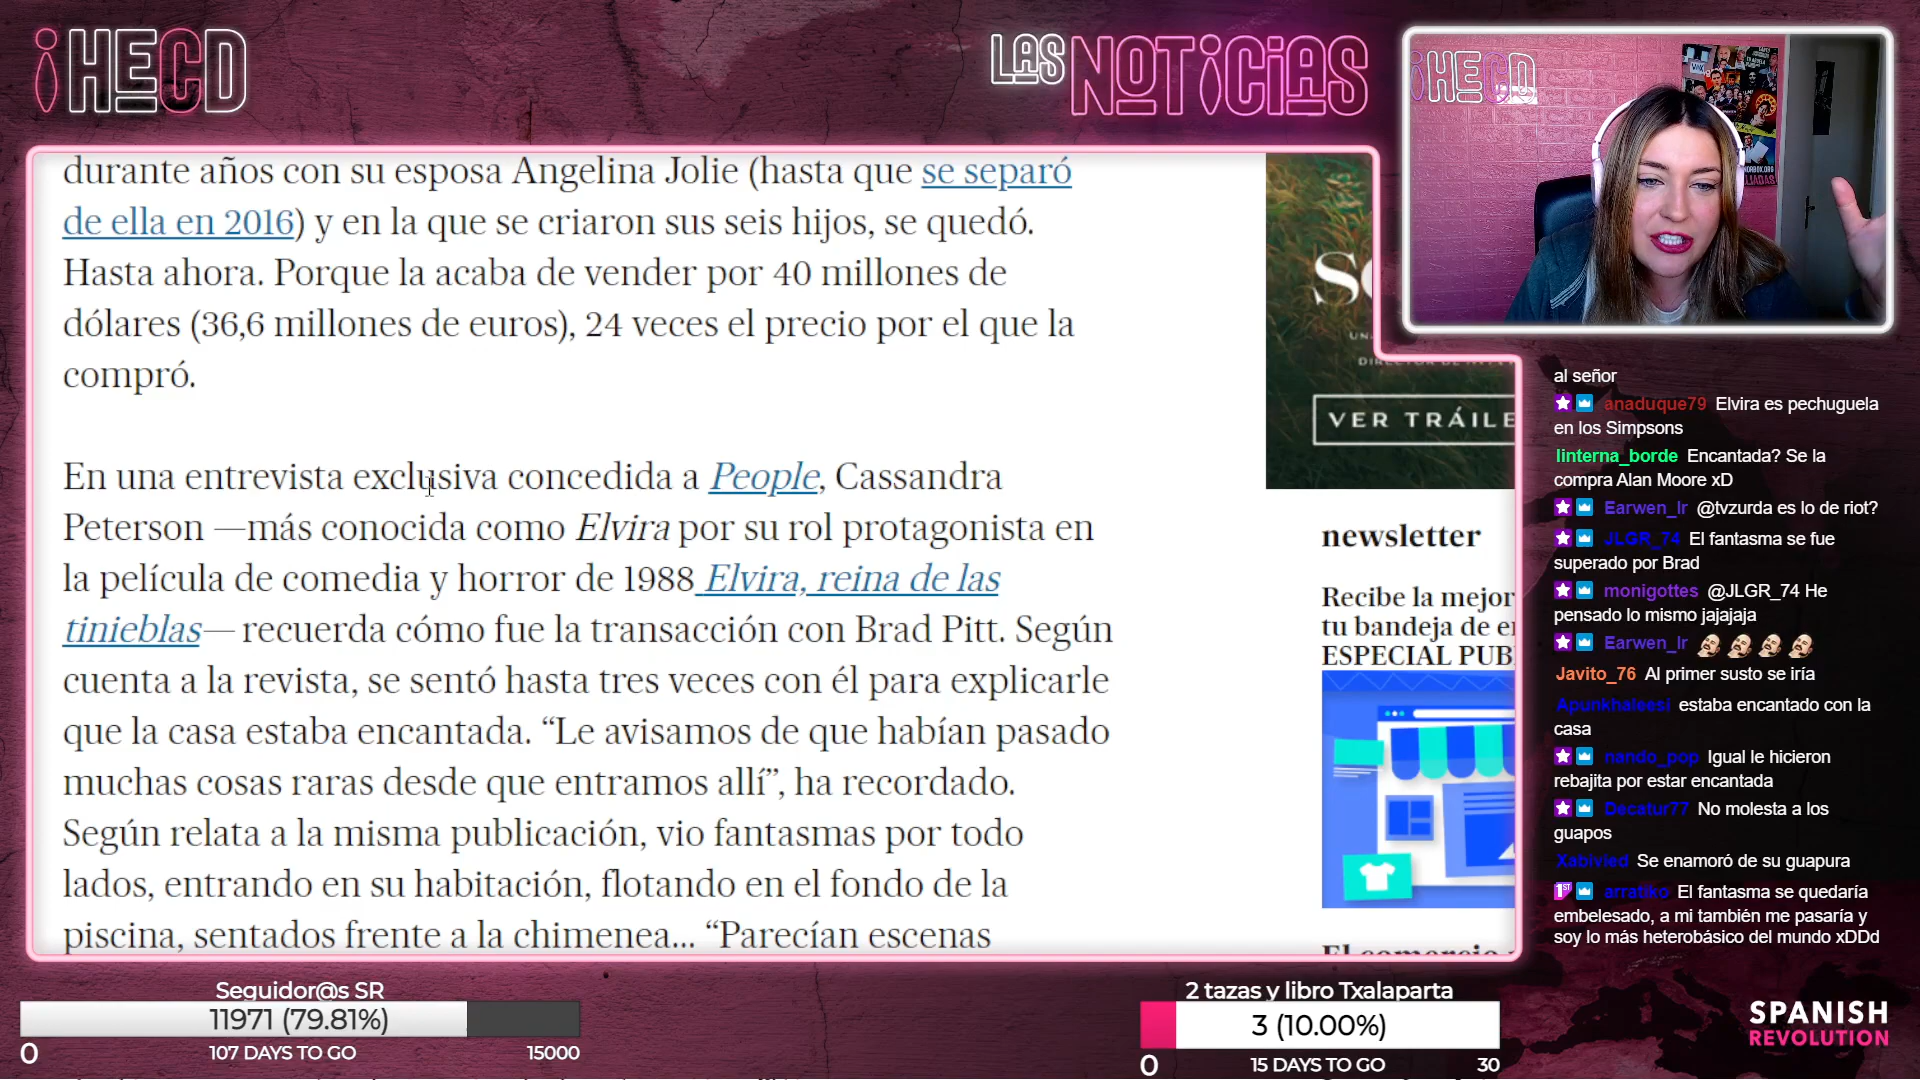 ¡HECD
LAS NOTICIAS
¡HECD
durante años con su esposa Angelina Jolie (hasta que se separó
de ella en 2016) y en la que se criaron sus seis hijos, se quedó.
Hasta ahora. Porque la acaba de vender por 40 millones de
dólares (36,6 millones de euros), 24 veces el precio por el que la
compró.
En una entrevista exclusiva concedida a People, Cassandra
Peterson —más conocida como Elvira por su rol protagonista en
la película de comedia y horror de 1988 Elvira, reina de las
tinieblas— recuerda cómo fue la transacción con Brad Pitt. Según
cuenta a la revista, se sentó hasta tres veces con él para explicarle
que la casa estaba encantada. “Le avisamos de que habían pasado
muchas cosas raras desde que entramos allí”, ha recordado.
Según relata a la misma publicación, vio fantasmas por todo
lados, entrando en su habitación, flotando en el fondo de la
piscina, sentados frente a la chimenea... “Parecían escenas
VER TRÁILE
newsletter
Recibe la mejor
tu bandeja de e
ESPECIAL PUB
El comercio
al señor
anaduque79 Elvira es pechuguela
en los Simpsons
linterna_borde Encantada? Se la
compra Alan Moore xD
Earwen_lr @tvzurda es lo de riot?
JLGR_74 El fantasma se fue
superado por Brad
monigottes @JLGR_74 He
pensado lo mismo jajajaja
Earwen_lr
Javito_76 Al primer susto se iría
Apunkhaleesi estaba encantado con la
casa
nando_pop Igual le hicieron
rebajita por estar encantada
Decatur77 No molesta a los
guapos
Xabivled Se enamoró de su guapura
1ST arratiko El fantasma se quedaría
embelesado, a mi también me pasaría y
soy lo más heterobásico del mundo xDDd
Seguidor@s SR
11971 (79.81%)
0 107 DAYS TO GO 15000
2 tazas y libro Txalaparta
3 (10.00%)
0 15 DAYS TO GO 30
SPANISH
REVOLUTION